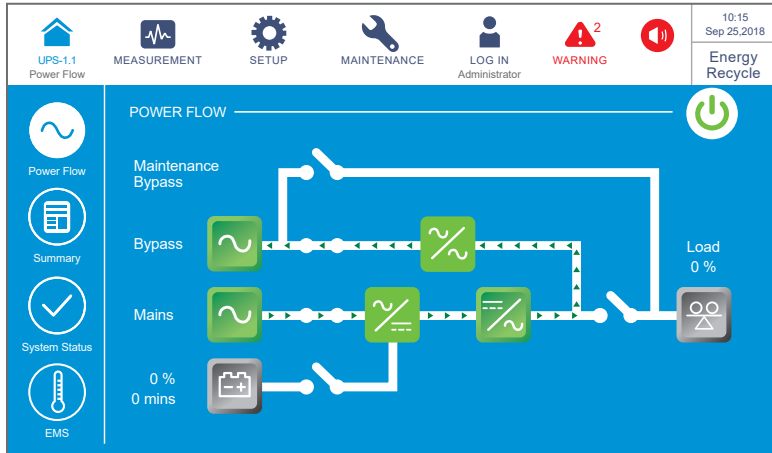 UPS-1.1
Power Flow
MEASUREMENT
SETUP
MAINTENANCE
LOG IN
Administrator
2
WARNING
10:15
Sep 25,2018
Energy
Recycle
Power Flow
Summary
System Status
EMS
POWER FLOW
Maintenance
Bypass
Bypass
Mains
0 %
0 mins
Load
0 %